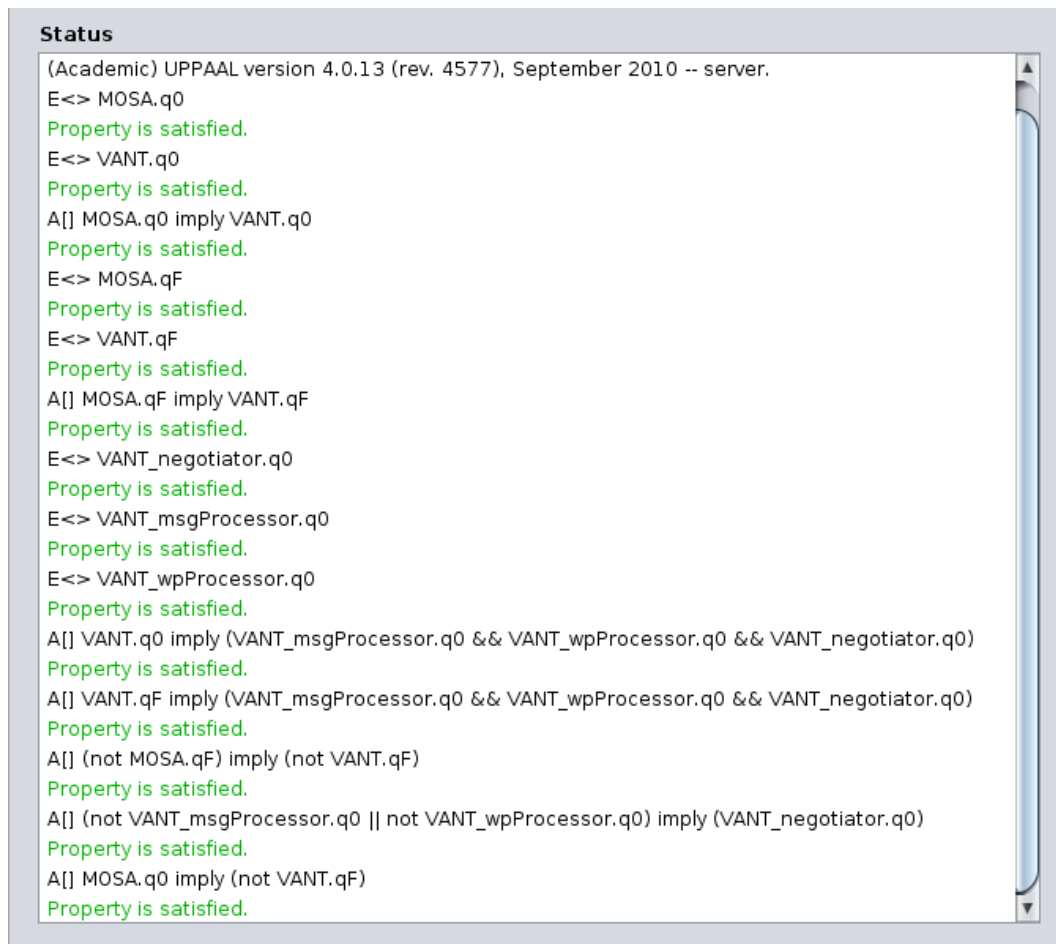 Status
(Academic) UPPAAL version 4.0.13 (rev. 4577), September 2010 -- server.
E<> MOSA.q0
Property is satisfied.
E<> VANT.q0
Property is satisfied.
A[] MOSA.q0 imply VANT.q0
Property is satisfied.
E<> MOSA.qF
Property is satisfied.
E<> VANT.qF
Property is satisfied.
A[] MOSA.qF imply VANT.qF
Property is satisfied.
E<> VANT_negotiator.q0
Property is satisfied.
E<> VANT_msgProcessor.q0
Property is satisfied.
E<> VANT_wpProcessor.q0
Property is satisfied.
A[] VANT.q0 imply (VANT_msgProcessor.q0 && VANT_wpProcessor.q0 && VANT_negotiator.q0)
Property is satisfied.
A[] VANT.qF imply (VANT_msgProcessor.q0 && VANT_wpProcessor.q0 && VANT_negotiator.q0)
Property is satisfied.
A[] (not MOSA.qF) imply (not VANT.qF)
Property is satisfied.
A[] (not VANT_msgProcessor.q0 || not VANT_wpProcessor.q0) imply (VANT_negotiator.q0)
Property is satisfied.
A[] MOSA.q0 imply (not VANT.qF)
Property is satisfied.